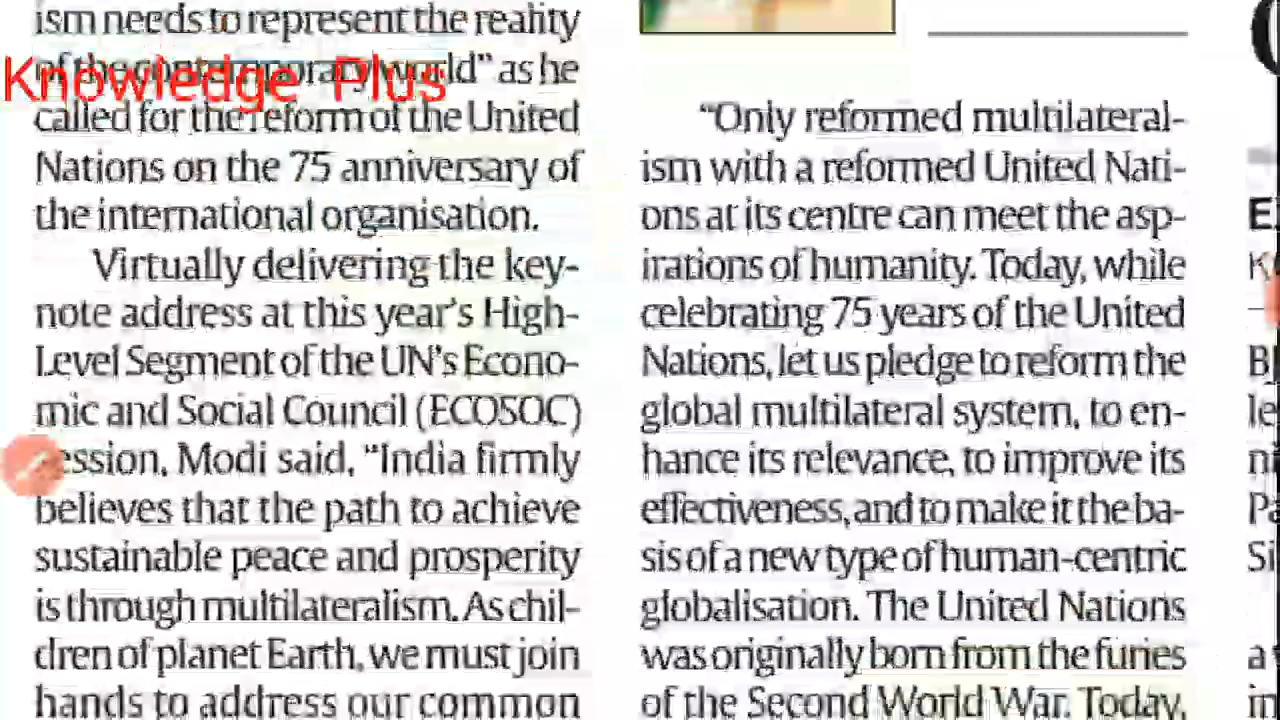 ism needs to represent the reality
of the contemporary world" as he
Knowledge Plus
called for the reform of the United
Nations on the 75 anniversary of
the international organisation.
Virtually delivering the key-
note address at this year's High-
Level Segment of the UN's Econo-
mic and Social Council (ECOSOC)
ession, Modi said, "India firmly
believes that the path to achieve
sustainable peace and prosperity
is through multilateralism. As chil-
dren of planet Earth, we must join
hands to address our common
"Only reformed multilateral-
ism with a reformed United Nati-
ons at its centre can meet the asp-
irations of humanity. Today, while
celebrating 75 years of the United
Nations, let us pledge to reform the
global multilateral system, to en-
hance its relevance, to improve its
effectiveness, and to make it the ba-
sis of a new type of human-centric
globalisation. The United Nations
was originally born from the furies
of the Second World War. Today,